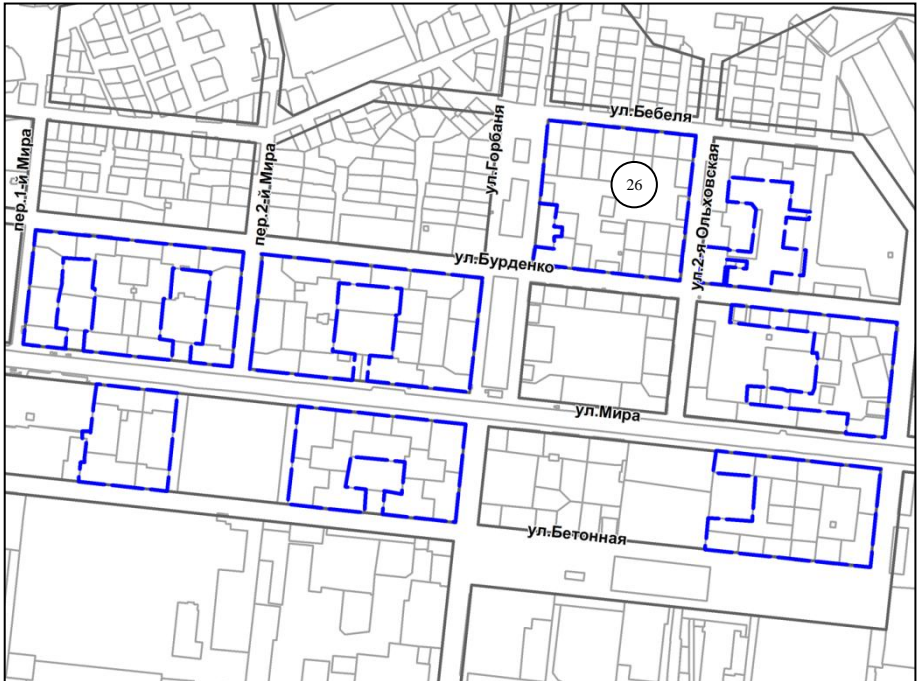 ул.Бебеля
ул.Горбаня
пер.1-й Мира
пер.2-й Мира
ул.2-я Ольховская
26
ул.Бурденко
ул.Мира
ул.Бетонная